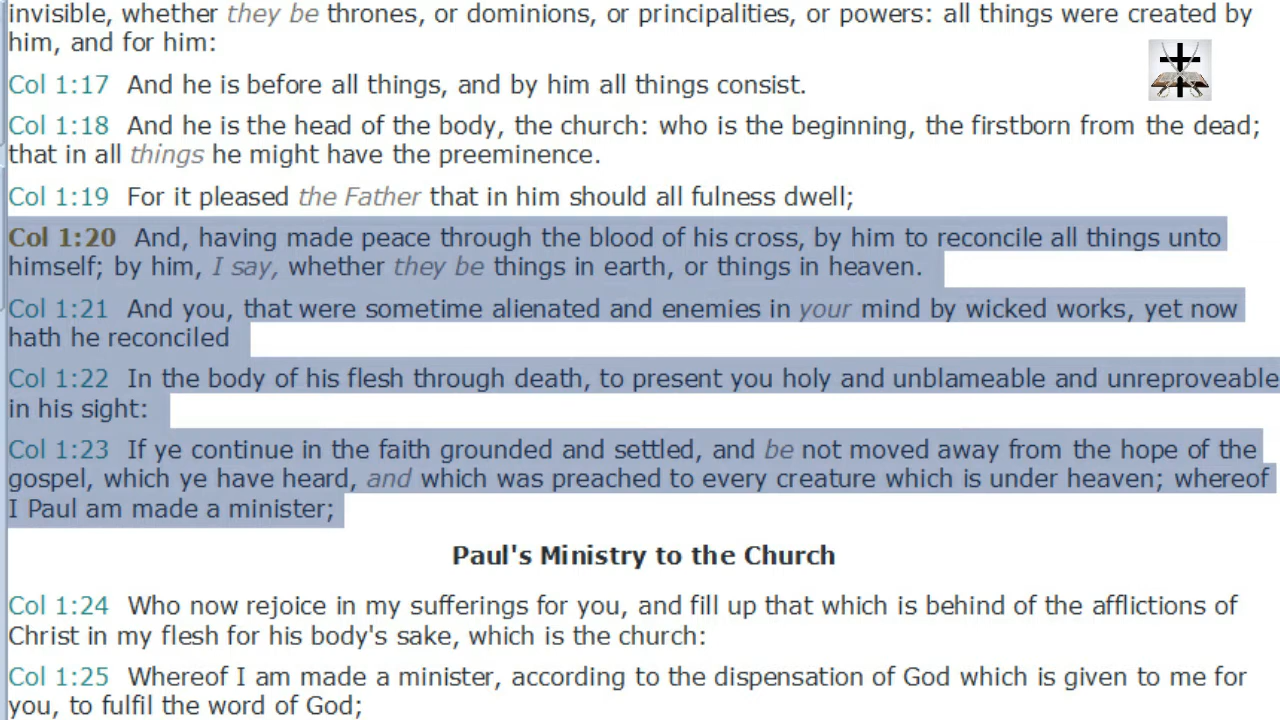 invisible, whether they be thrones, or dominions, or principalities, or powers: all things were created by
him, and for him:
Col 1:17 And he is before all things, and by him all things consist.
Col 1:18 And he is the head of the body, the church: who is the beginning, the firstborn from the dead;
that in all things he might have the preeminence.
Col 1:19 For it pleased the Father that in him should all fulness dwell;
Col 1:20 And, having made peace through the blood of his cross, by him to reconcile all things unto
himself; by him, I say, whether they be things in earth, or things in heaven.
Col 1:21 And you, that were sometime alienated and enemies in your mind by wicked works, yet now
hath he reconciled
Col 1:22 In the body of his flesh through death, to present you holy and unblameable and unreproveable
in his sight:
Col 1:23 If ye continue in the faith grounded and settled, and be not moved away from the hope of the
gospel, which ye have heard, and which was preached to every creature which is under heaven; whereof
I Paul am made a minister;
Paul's Ministry to the Church
Col 1:24 Who now rejoice in my sufferings for you, and fill up that which is behind of the afflictions of
Christ in my flesh for his body's sake, which is the church:
Col 1:25 Whereof I am made a minister, according to the dispensation of God which is given to me for
you, to fulfil the word of God;